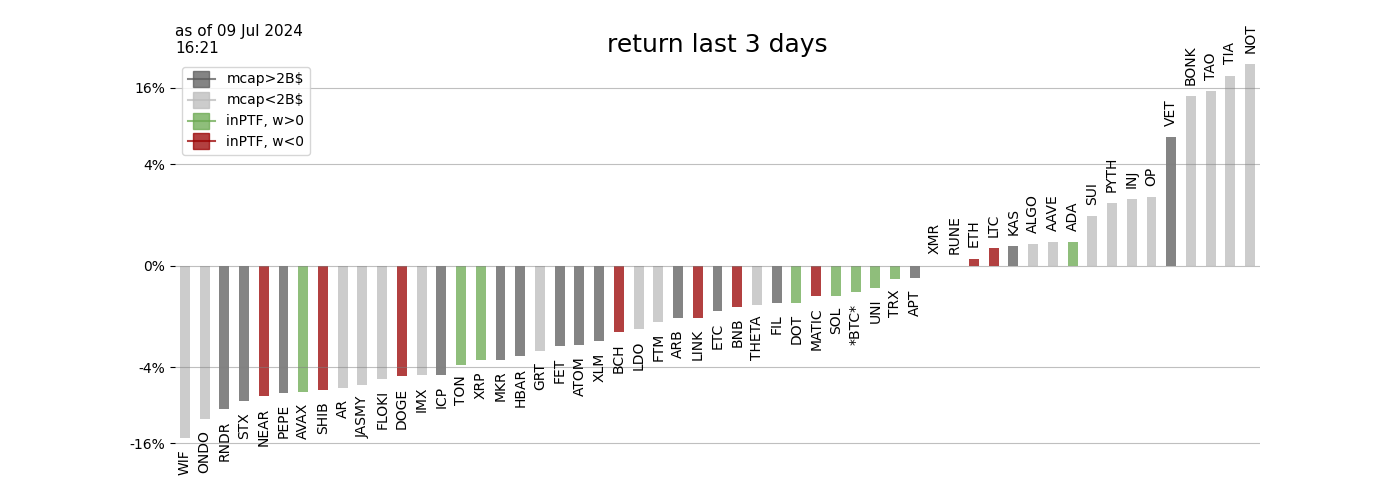 as of 09 Jul 2024
16:21
return last 3 days
mcap>2B$
mcap<2B$
inPTF, w>0
inPTF, w<0
16%
4%
0%
-4%
-16%
WIF
ONDO
RNDR
STX
NEAR
PEPE
AVAX
SHIB
AR
JASMY
FLOKI
DOGE
IMX
ICP
TON
XRP
MKR
HBAR
GRT
FET
ATOM
XLM
BCH
LDO
FTM
ARB
LINK
ETC
BNB
THETA
FIL
DOT
MATIC
SOL
*BTC*
UNI
TRX
APT
XMR
RUNE
ETH
LTC
KAS
ALGO
AAVE
ADA
SUI
PYTH
INJ
OP
VET
BONK
TAO
TIA
NOT